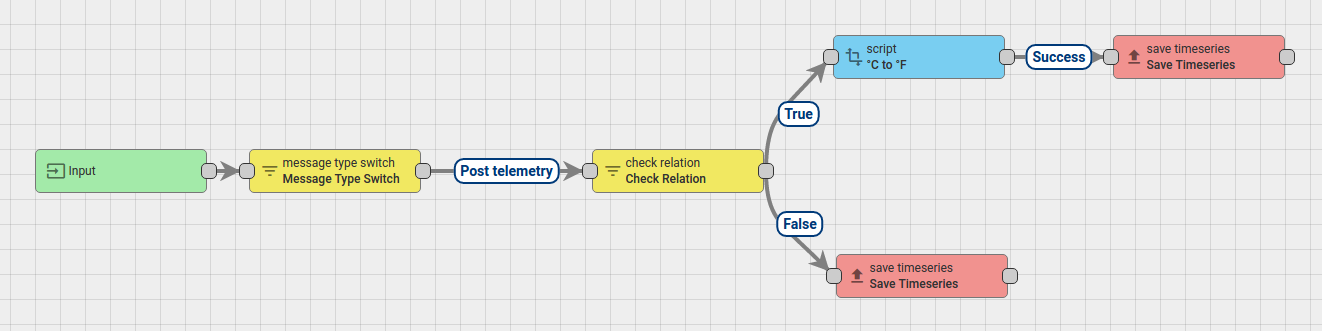 script
°C to °F
Success
save timeseries
Save Timeseries
True
Input
message type switch
Message Type Switch
Post telemetry
check relation
Check Relation
False
save timeseries
Save Timeseries